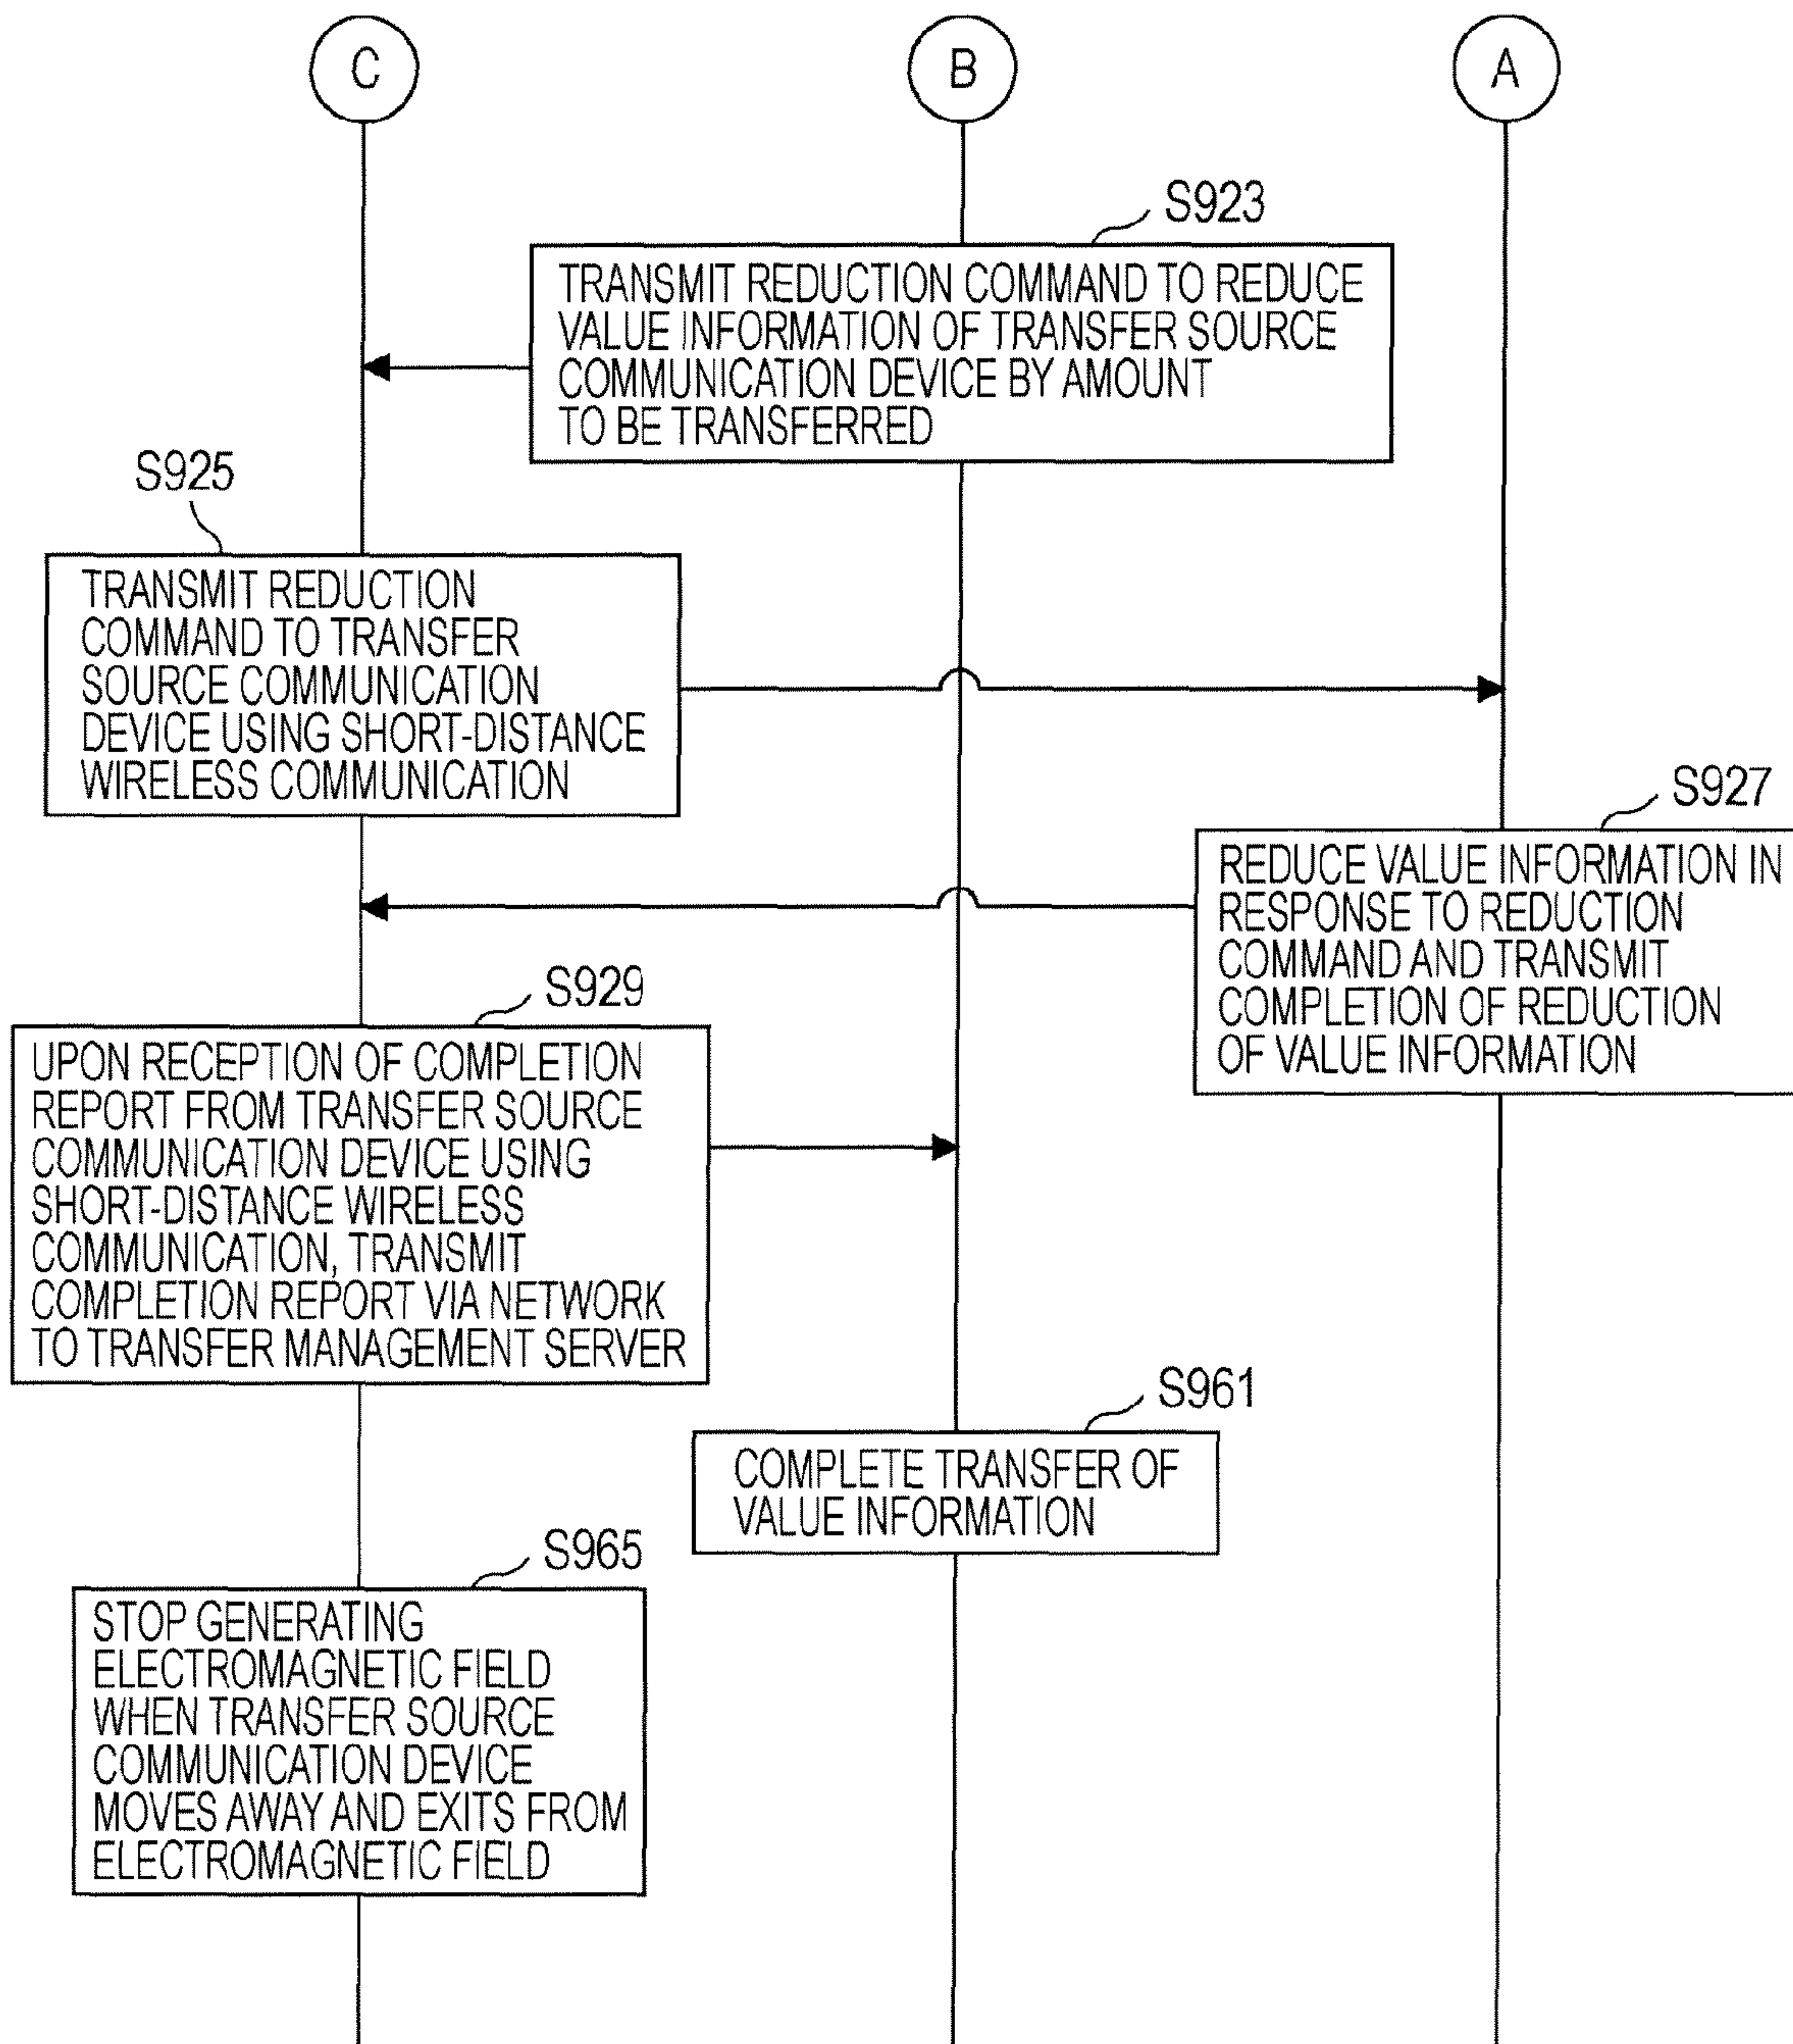 C
B
A
S923
TRANSMIT REDUCTION COMMAND TO REDUCE
VALUE INFORMATION OF TRANSFER SOURCE
COMMUNICATION DEVICE BY AMOUNT
TO BE TRANSFERRED
S925
TRANSMIT REDUCTION
COMMAND TO TRANSFER
SOURCE COMMUNICATION
DEVICE USING SHORT-DISTANCE
WIRELESS COMMUNICATION
S927
REDUCE VALUE INFORMATION IN
RESPONSE TO REDUCTION
COMMAND AND TRANSMIT
COMPLETION OF REDUCTION
OF VALUE INFORMATION
S929
UPON RECEPTION OF COMPLETION
REPORT FROM TRANSFER SOURCE
COMMUNICATION DEVICE USING
SHORT-DISTANCE WIRELESS
COMMUNICATION, TRANSMIT
COMPLETION REPORT VIA NETWORK
TO TRANSFER MANAGEMENT SERVER
S961
COMPLETE TRANSFER OF
VALUE INFORMATION
S965
STOP GENERATING
ELECTROMAGNETIC FIELD
WHEN TRANSFER SOURCE
COMMUNICATION DEVICE
MOVES AWAY AND EXITS FROM
ELECTROMAGNETIC FIELD